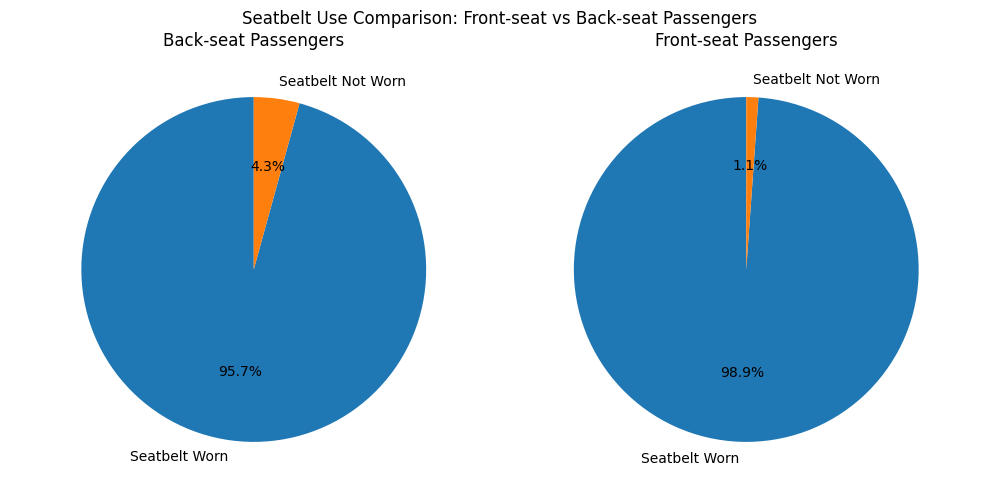 Seatbelt Use Comparison: Front-seat vs Back-seat Passengers
Back-seat Passengers
Seatbelt Not Worn
4.3%
95.7%
Seatbelt Worn
Front-seat Passengers
Seatbelt Not Worn
1.1%
98.9%
Seatbelt Worn